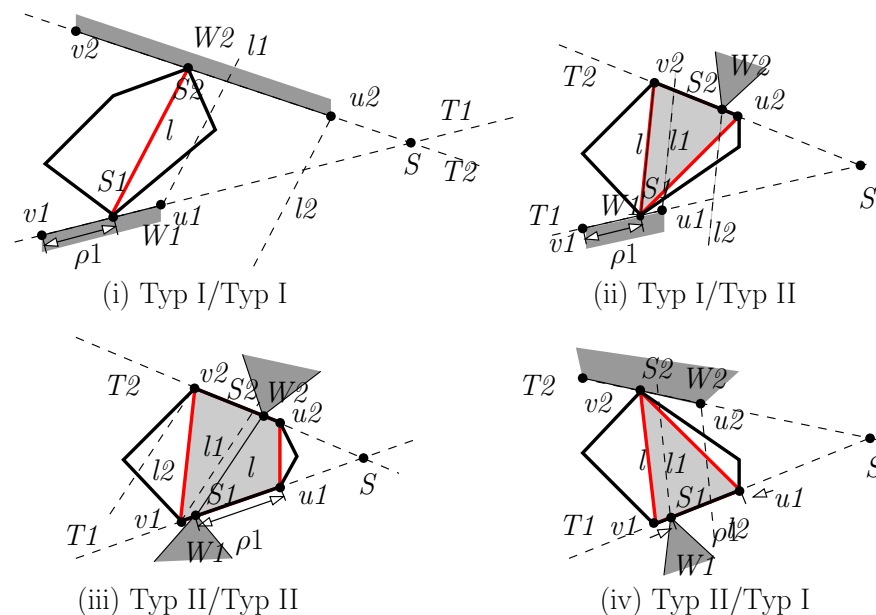 v2
W2
l1
S2
u2
l
T1
S
T2
S1
l2
v1
u1
W1
ρ1
(i) Typ I/Typ I
v2
S2
W2
T2
u2
l
l1
S
S1
W1
T1
u1
v1
l2
ρ1
(ii) Typ I/Typ II
v2
T2
S2
W2
u2
l1
l2
l
S
S1
u1
T1
v1
W1
ρ1
(iii) Typ II/Typ II
S2
T2
W2
v2
u2
S
l
l1
u1
S1
T1
v1
ρ1
l2
W1
(iv) Typ II/Typ I